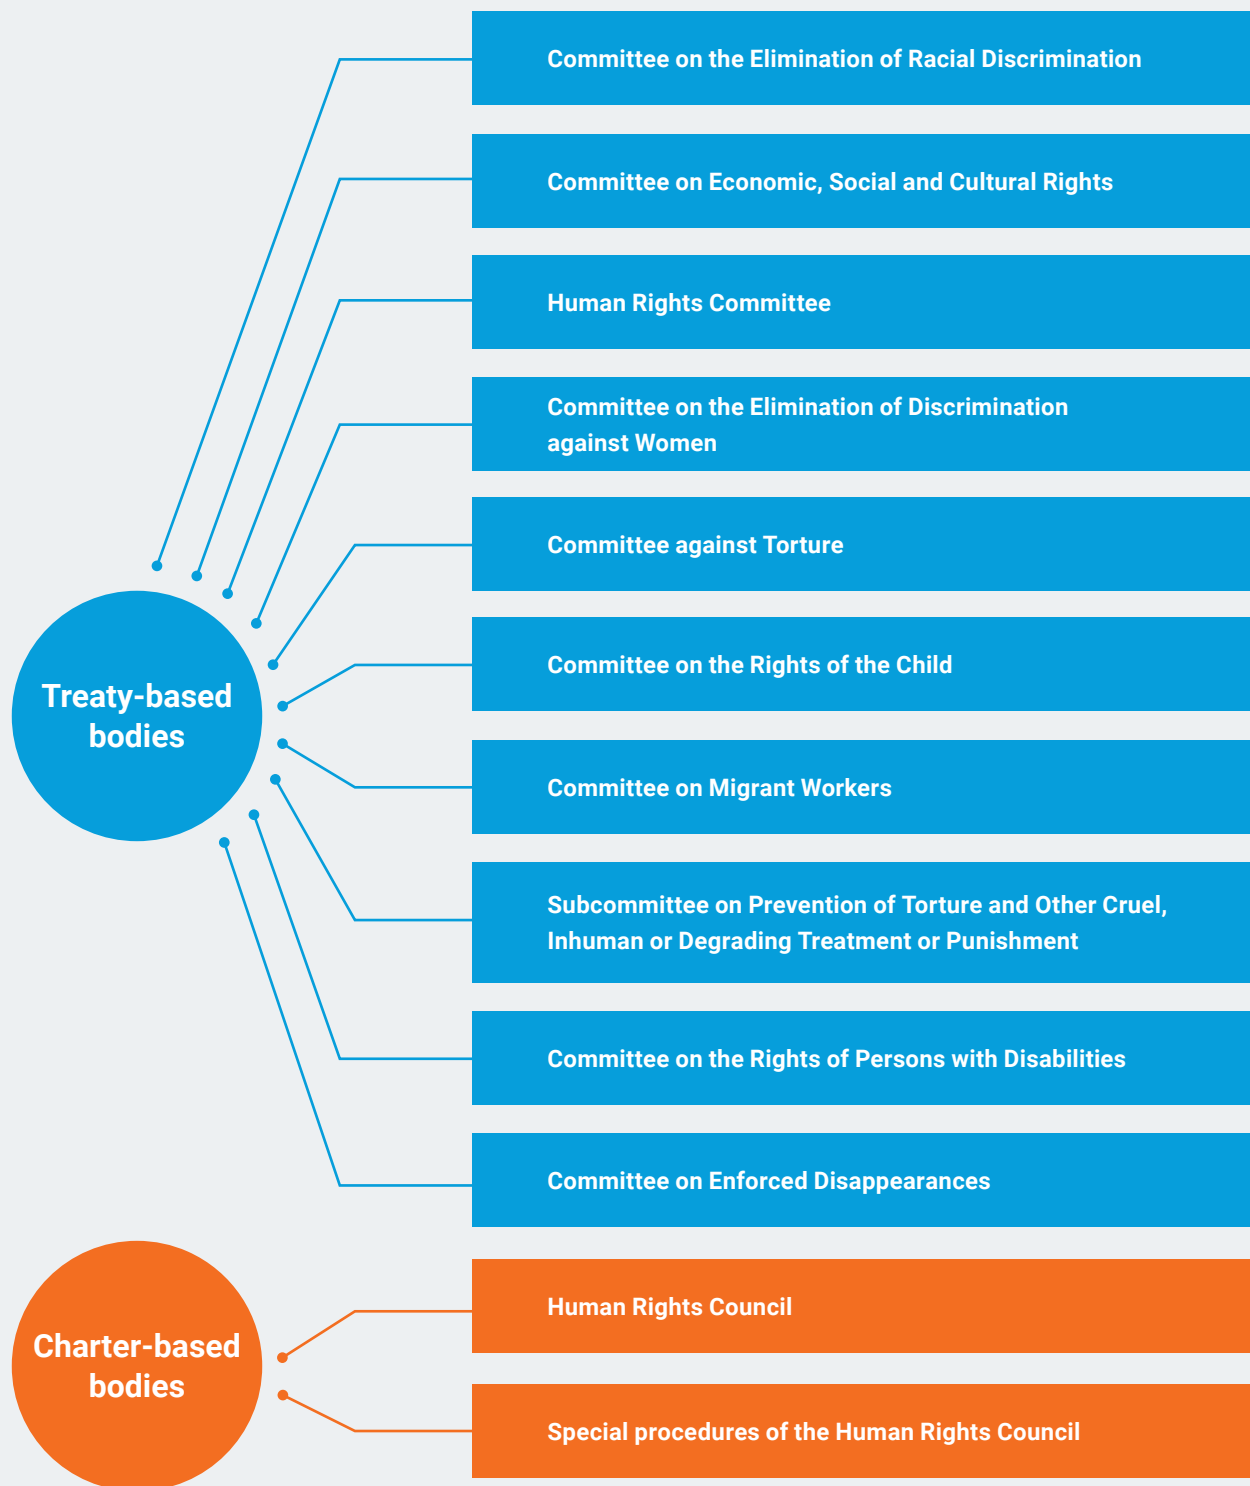 Committee on the Elimination of Racial Discrimination
Committee on Economic, Social and Cultural Rights
Human Rights Committee
Committee on the Elimination of Discrimination
against Women
Committee against Torture
Committee on the Rights of the Child
Treaty-based
bodies
Committee on Migrant Workers
Subcommittee on Prevention of Torture and Other Cruel,
Inhuman or Degrading Treatment or Punishment
Committee on the Rights of Persons with Disabilities
Committee on Enforced Disappearances
Human Rights Council
Charter-based
bodies
Special procedures of the Human Rights Council